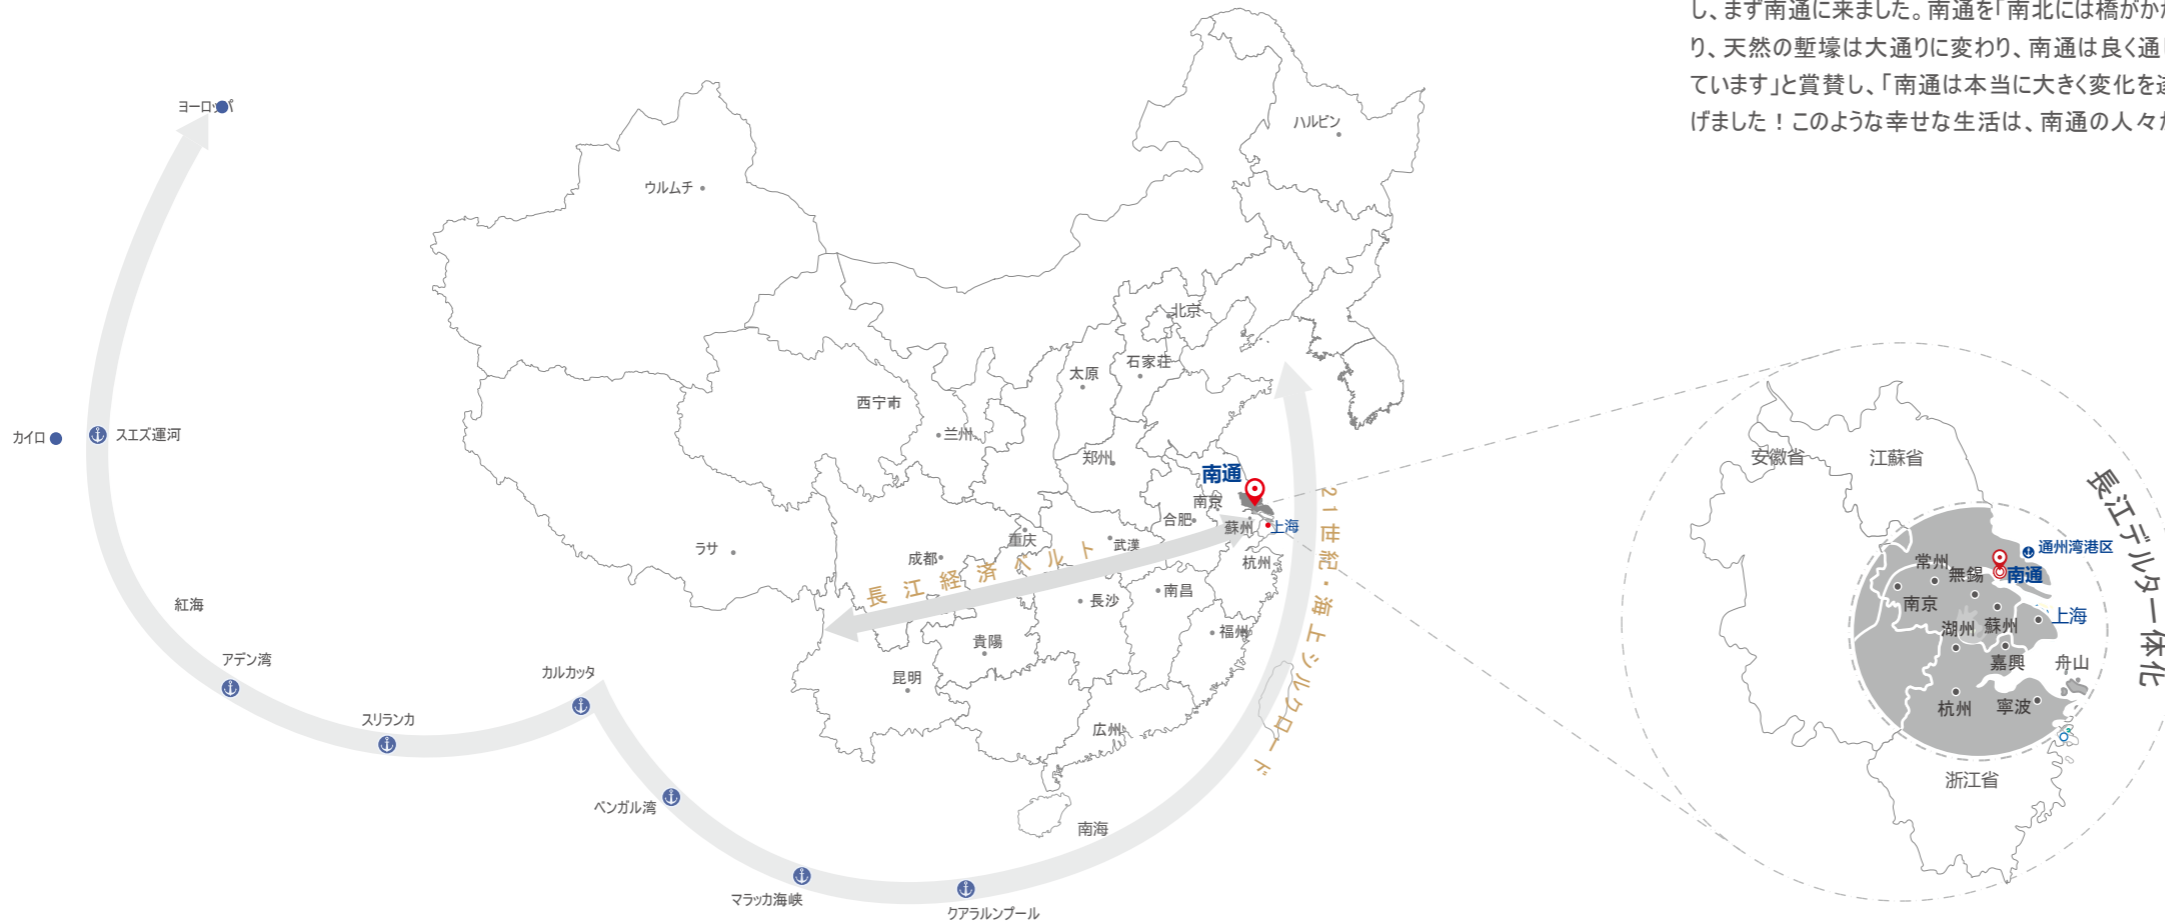 し、まず南通に来ました。南通を「南北には橋がかか
り、天然の塹壕は大通りに変わり、南通は良く通じ
ています」と賞賛し、「南通は本当に大きく変化を遂
げました！このような幸せな生活は、南通の人々が
ヨーロッパ
ハルビン
ウルムチ
北京
石家荘
太原
西宁市
カイロ
スエズ運河
兰州
郑州
南通
南京
合肥
蘇州
上海
重庆
武漢
成都
ラサ
杭州
長江経済ベルト
21世紀・海上シルクロード
南昌
長沙
福州
貴陽
昆明
広州
紅海
アデン湾
スリランカ
カルカッタ
ベンガル湾
マラッカ海峡
クアラルンプール
南海
安徽省
江蘇省
長江デルタ一体化
通州湾港区
常州
無錫
南通
南京
湖州
蘇州
上海
嘉興
舟山
杭州
寧波
浙江省